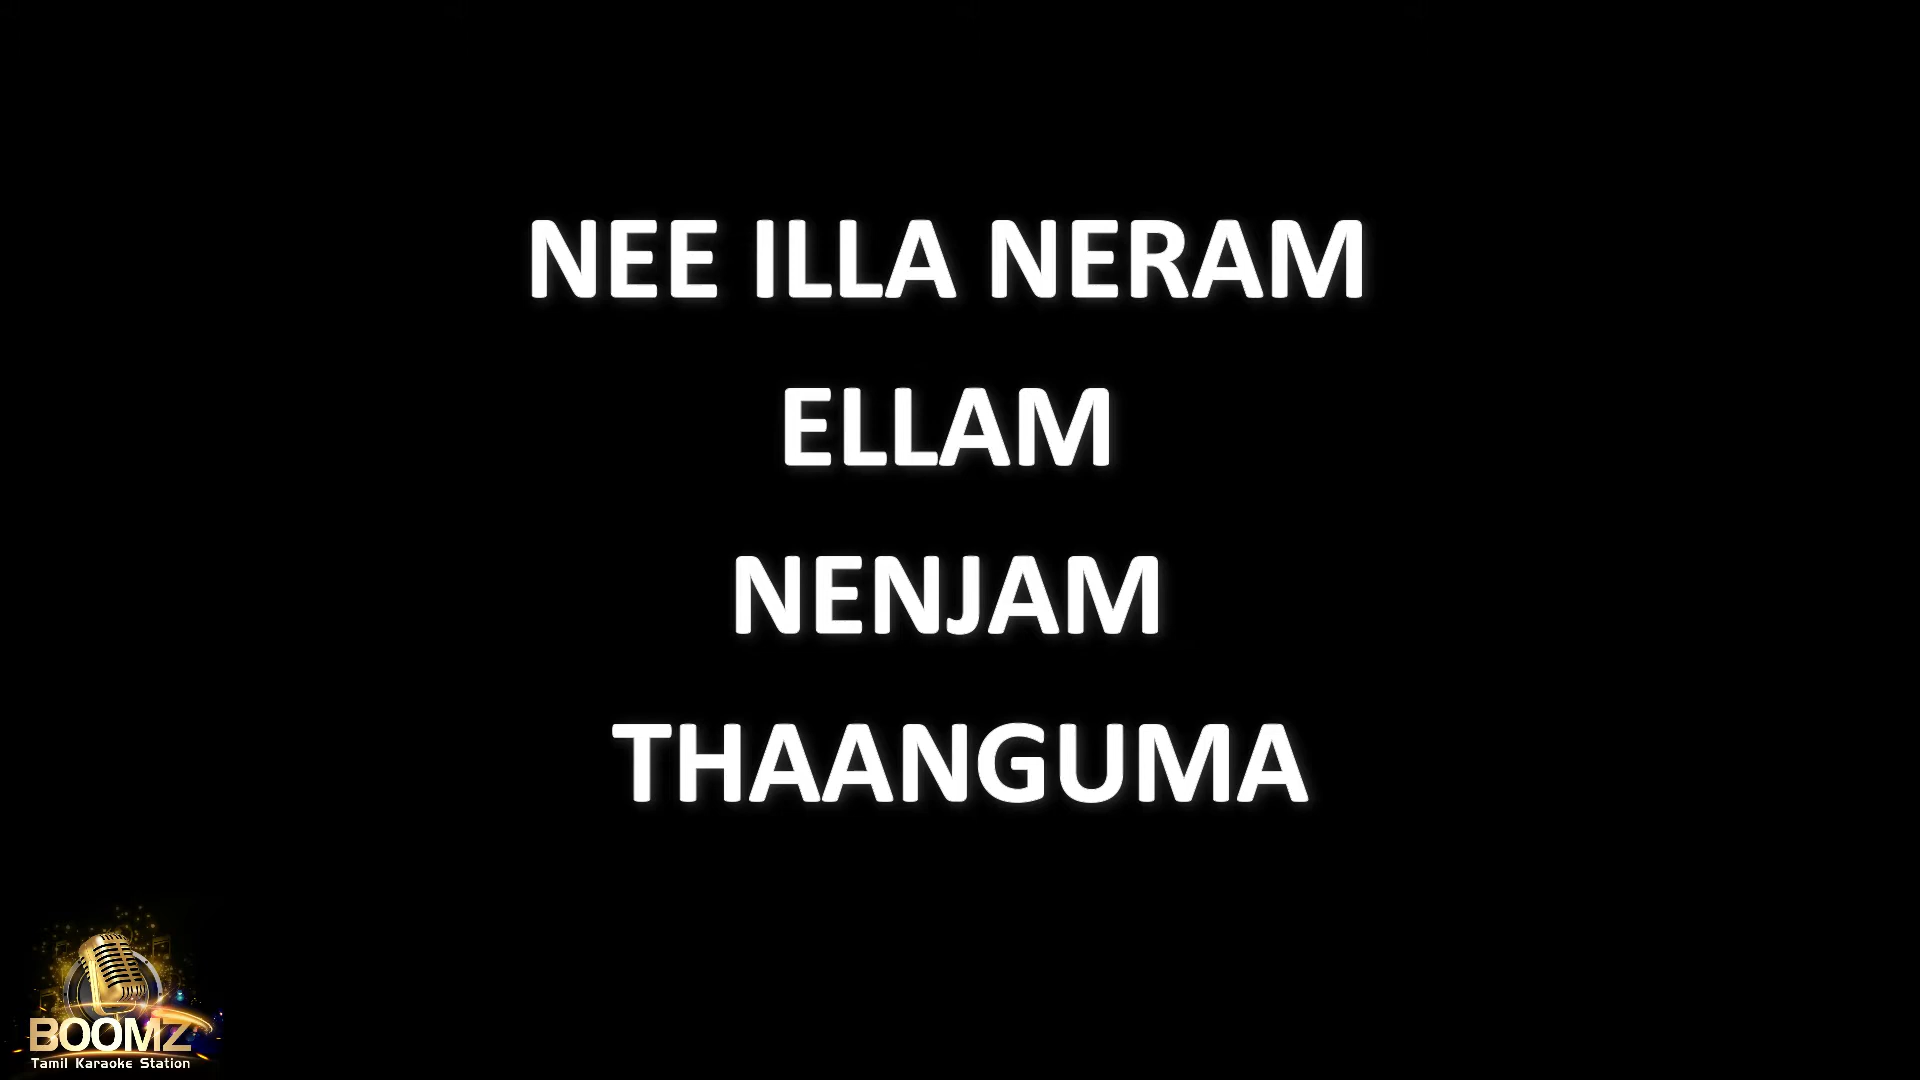 NEE ILLA NERAM
ELLAM
NENJAM
THAANGUMA
BOOMZ
Tamil Karaoke Station